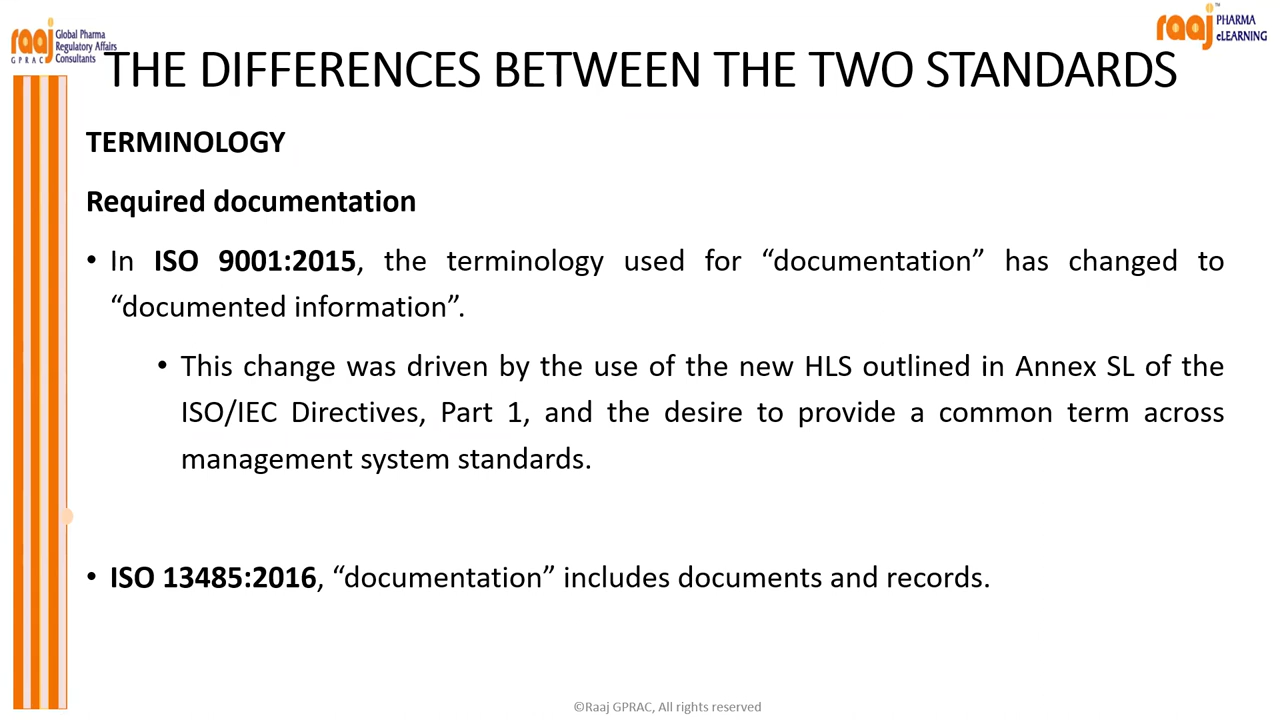 raaj
Global Pharma
Regulatory Affairs
Consultants
GPRAC
raaj
™
PHARMA
eLEARNING
THE DIFFERENCES BETWEEN THE TWO STANDARDS
TERMINOLOGY
Required documentation
• In ISO 9001:2015, the terminology used for “documentation” has changed to
“documented information”.
• This change was driven by the use of the new HLS outlined in Annex SL of the
ISO/IEC Directives, Part 1, and the desire to provide a common term across
management system standards.
• ISO 13485:2016, “documentation” includes documents and records.
©Raaj GPRAC, All rights reserved